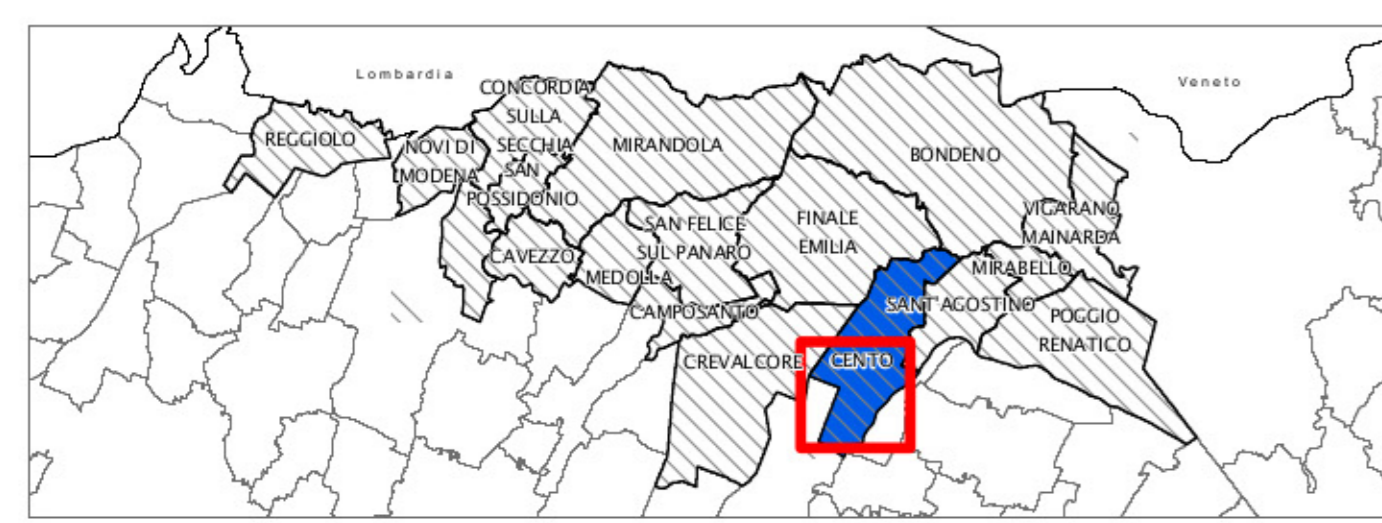 Lombardia
Veneto
CONCORDIA
SULLA
SECCHIA
REGGIOLO
NOVI DI
MODENA
MIRANDOLA
BONDENO
SAN
POSSIDONIO
SAN FELICE
SUL PANARO
FINALE
EMILIA
VIGARANO
MAINARDA
CAVEZZO
MEDOLLA
MIRABELLO
CAMPOSANTO
SANT'AGOSTINO
POGGIO
RENATICO
CREVALCORE
CENTO